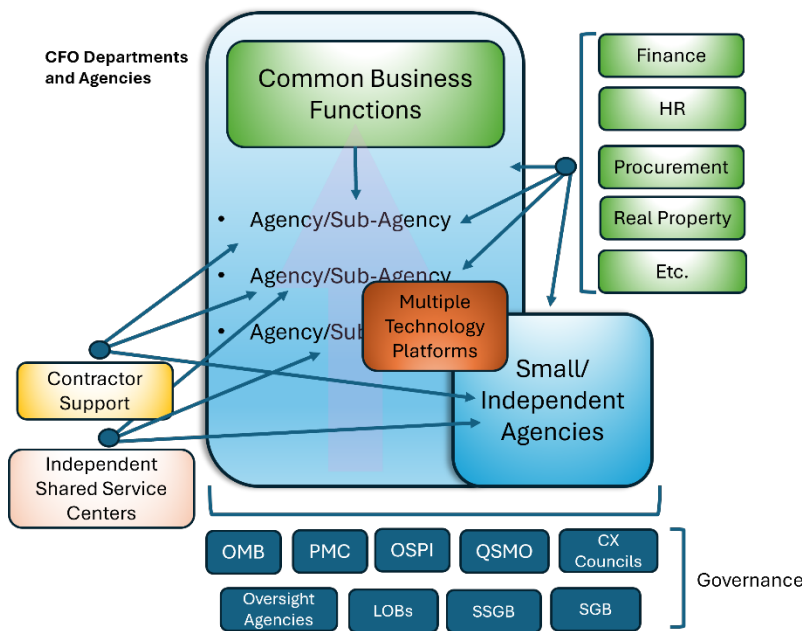 CFO Departments
and Agencies
Common Business
Functions
• Agency/Sub-Agency
• Agency/Sub-Agency
• Agency/Sub
Multiple
Technology
Platforms
Small/
Independent
Agencies
Finance
HR
Procurement
Real Property
Etc.
Contractor
Support
Independent
Shared Service
Centers
OMB
PMC
OSPI
QSMO
CX
Councils
Oversight
Agencies
LOBs
SSGB
SGB
Governance